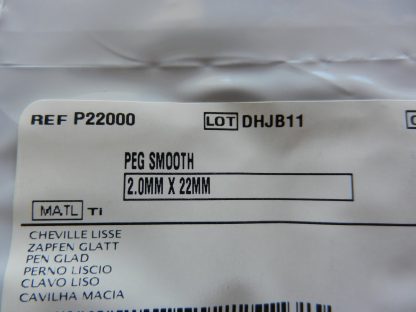 REF P22000 LOT DHJB11
PEG SMOOTH
2.0MM X 22MM
MATL Ti
CHEVILLE LISSE
ZAPFEN GLATT
PEN GLAD
PERNO LISCIO
CLAVO LISO
CAVILHA MACIA